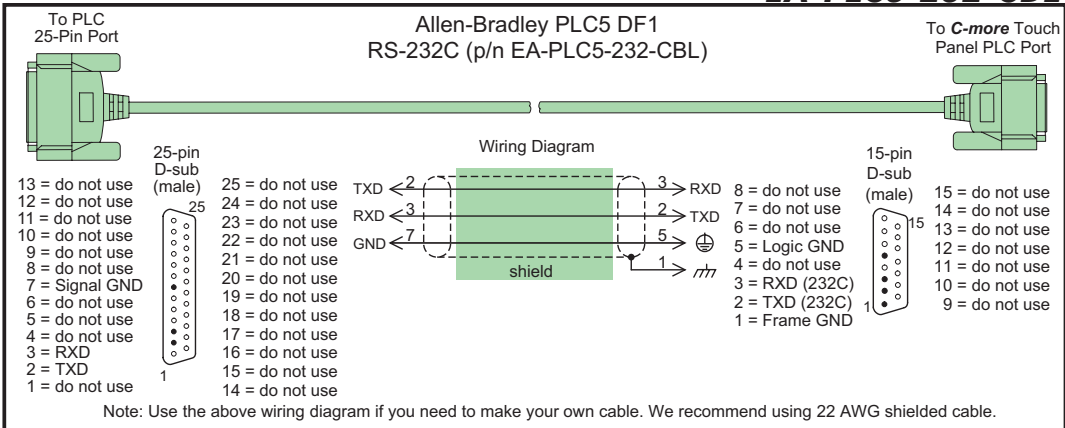 EA-PLC5-232-CBL
To PLC
25-Pin Port
Allen-Bradley PLC5 DF1
RS-232C (p/n EA-PLC5-232-CBL)
To C-more Touch
Panel PLC Port
Wiring Diagram
25-pin
D-sub
(male)
15-pin
D-sub
(male)
13 = do not use
12 = do not use
11 = do not use
10 = do not use
9 = do not use
8 = do not use
7 = Signal GND
6 = do not use
5 = do not use
4 = do not use
3 = RXD
2 = TXD
1 = do not use
25
1
25 = do not use
24 = do not use
23 = do not use
22 = do not use
21 = do not use
20 = do not use
19 = do not use
18 = do not use
17 = do not use
16 = do not use
15 = do not use
14 = do not use
TXD 2 3 RXD
RXD 3 2 TXD
GND 7 5
1
shield
8 = do not use
7 = do not use
6 = do not use
5 = Logic GND
4 = do not use
3 = RXD (232C)
2 = TXD (232C)
1 = Frame GND
15
1
15 = do not use
14 = do not use
13 = do not use
12 = do not use
11 = do not use
10 = do not use
9 = do not use
Note: Use the above wiring diagram if you need to make your own cable. We recommend using 22 AWG shielded cable.